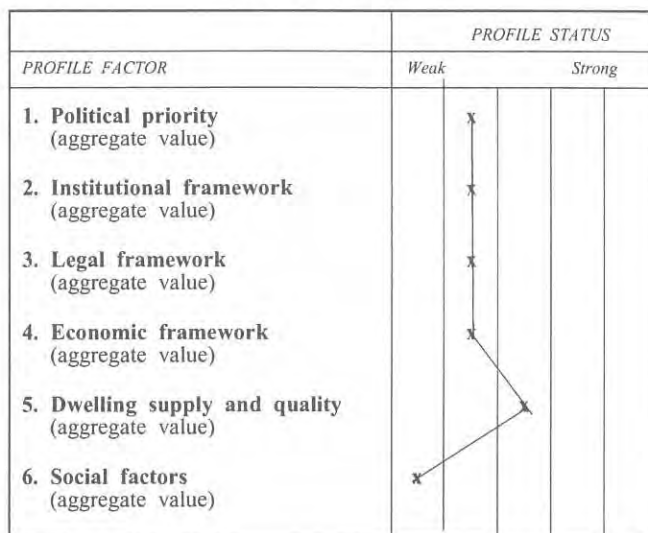 PROFILE STATUS
PROFILE FACTOR Weak Strong
1. Political priority x
(aggregate value)
2. Institutional framework x
(aggregate value)
3. Legal framework x
(aggregate value)
4. Economic framework x
(aggregate value)
5. Dwelling supply and quality x
(aggregate value)
6. Social factors x
(aggregate value)